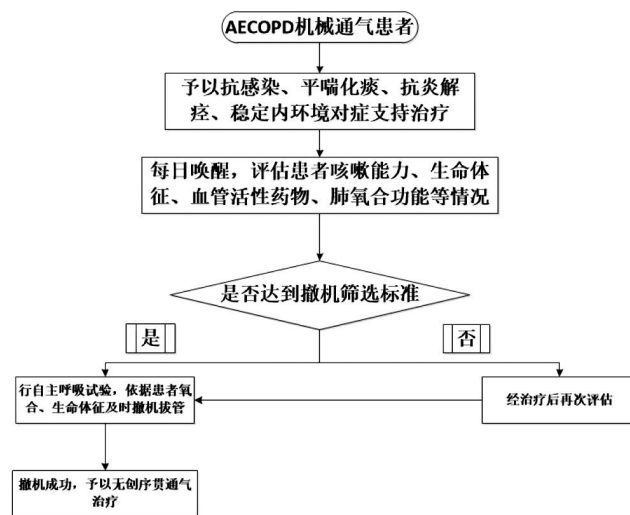 AECOPD机械通气患者
予以抗感染、平喘化痰、抗炎解
痉、稳定内环境对症支持治疗
每日唤醒，评估患者咳嗽能力、生命体
征、血管活性药物、肺氧合功能等情况
是否达到撤机筛选标准
是
否
行自主呼吸试验，依据患者氧
合、生命体征及时撤机拔管
经治疗后再次评估
撤机成功，予以无创序贯通气
治疗